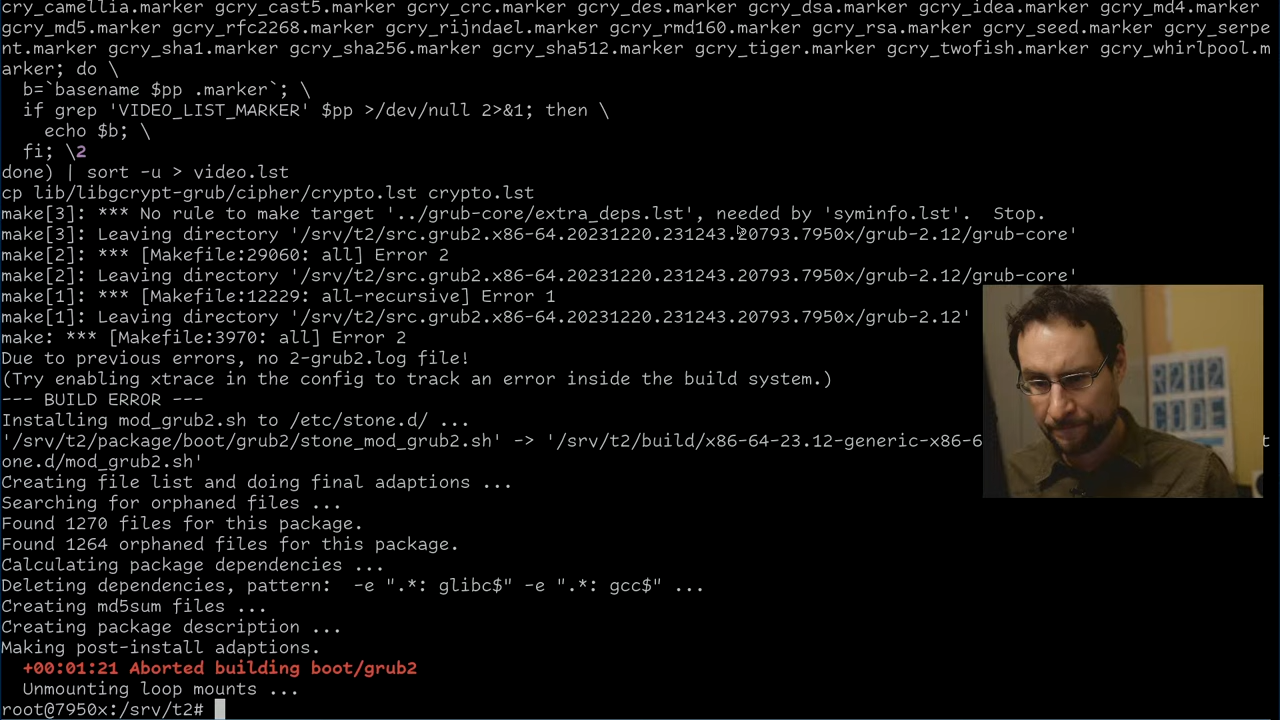 cry_camellia.marker gcry_cast5.marker gcry_crc.marker gcry_des.marker gcry_dsa.marker gcry_idea.marker gcry_md4.marker
gcry_md5.marker gcry_rfc2268.marker gcry_rijndael.marker gcry_rmd160.marker gcry_rsa.marker gcry_seed.marker gcry_serpe
nt.marker gcry_sha1.marker gcry_sha256.marker gcry_sha512.marker gcry_tiger.marker gcry_twofish.marker gcry_whirlpool.m
arker; do \
b=`basename $pp .marker`; \
if grep 'VIDEO_LIST_MARKER' $pp >/dev/null 2>&1; then \
echo $b; \
fi; \2
done) | sort -u > video.lst
cp lib/libgcrypt-grub/cipher/crypto.lst crypto.lst
make[3]: *** No rule to make target '../grub-core/extra_deps.lst', needed by 'syminfo.lst'.  Stop.
make[3]: Leaving directory '/srv/t2/src.grub2.x86-64.20231220.231243.20793.7950x/grub-2.12/grub-core'
make[2]: *** [Makefile:29060: all] Error 2
make[2]: Leaving directory '/srv/t2/src.grub2.x86-64.20231220.231243.20793.7950x/grub-2.12/grub-core'
make[1]: *** [Makefile:12229: all-recursive] Error 1
make[1]: Leaving directory '/srv/t2/src.grub2.x86-64.20231220.231243.20793.7950x/grub-2.12'
make: *** [Makefile:3970: all] Error 2
Due to previous errors, no 2-grub2.log file!
(Try enabling xtrace in the config to track an error inside the build system.)
--- BUILD ERROR ---
Installing mod_grub2.sh to /etc/stone.d/ ...
'/srv/t2/package/boot/grub2/stone_mod_grub2.sh' -> '/srv/t2/build/x86-64-23.12-generic-x86-6 t
one.d/mod_grub2.sh'
Creating file list and doing final adaptions ...
Searching for orphaned files ...
Found 1270 files for this package.
Found 1264 orphaned files for this package.
Calculating package dependencies ...
Deleting dependencies, pattern:  -e ".*: glibc$" -e ".*: gcc$" ...
Creating md5sum files ...
Creating package description ...
Making post-install adaptions.
+00:01:21 Aborted building boot/grub2
Unmounting loop mounts ...
root@7950x:/srv/t2#